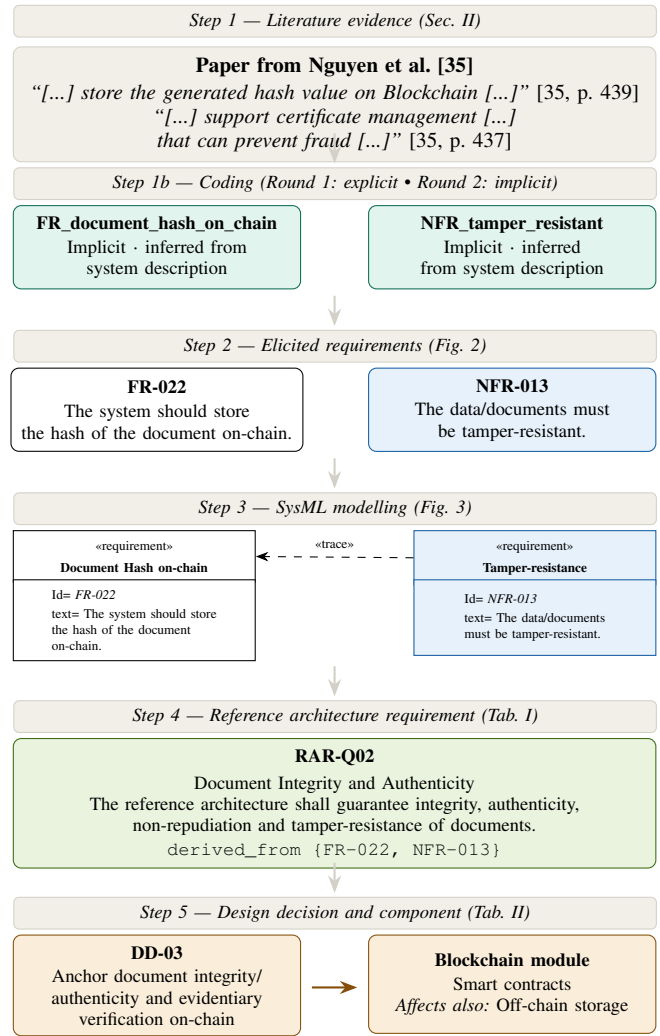 Step 1 — Literature evidence (Sec. II)
Paper from Nguyen et al. [35]
“[...] store the generated hash value on Blockchain [...]” [35, p. 439]
“[...] support certificate management [...]
that can prevent fraud [...]” [35, p. 437]
Step 1b — Coding (Round 1: explicit • Round 2: implicit)
FR_document_hash_on_chain
Implicit · inferred from
system description
NFR_tamper_resistant
Implicit · inferred
from system description
Step 2 — Elicited requirements (Fig. 2)
FR-022
The system should store
the hash of the document on-chain.
NFR-013
The data/documents must
be tamper-resistant.
Step 3 — SysML modelling (Fig. 3)
«requirement»
Document Hash on-chain
Id= FR-022
text= The system should store
the hash of the document
on-chain.
«trace»
«requirement»
Tamper-resistance
Id= NFR-013
text= The data/documents
must be tamper-resistant.
Step 4 — Reference architecture requirement (Tab. I)
RAR-Q02
Document Integrity and Authenticity
The reference architecture shall guarantee integrity, authenticity,
non-repudiation and tamper-resistance of documents.
derived_from {FR-022, NFR-013}
Step 5 — Design decision and component (Tab. II)
DD-03
Anchor document integrity/
authenticity and evidentiary
verification on-chain
Blockchain module
Smart contracts
Affects also: Off-chain storage